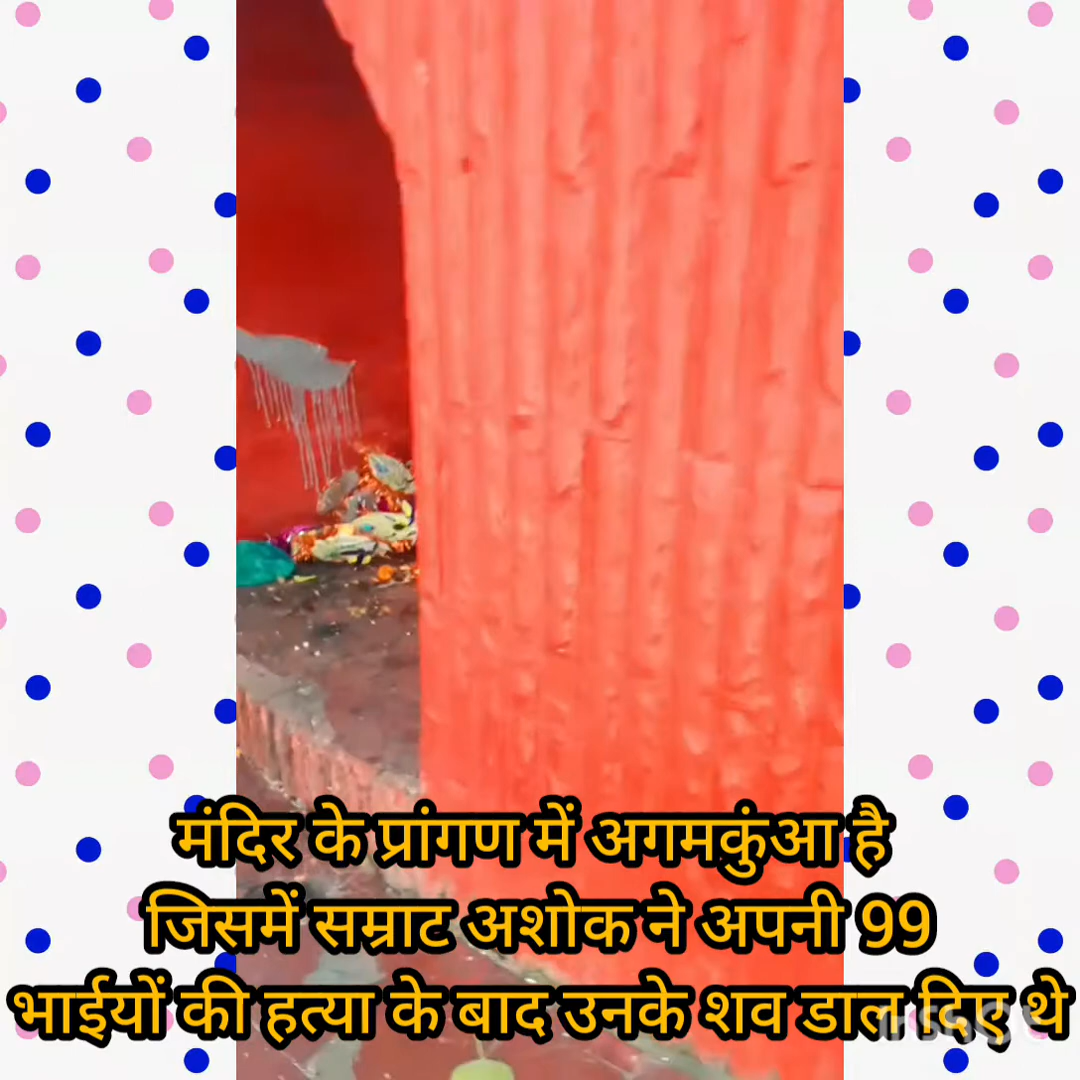 मंदिर के प्रांगण में अगमकुंआ है
जिसमें सम्राट अशोक ने अपनी 99
भाईयों की हत्या के बाद उनके शव डाल दिए थे